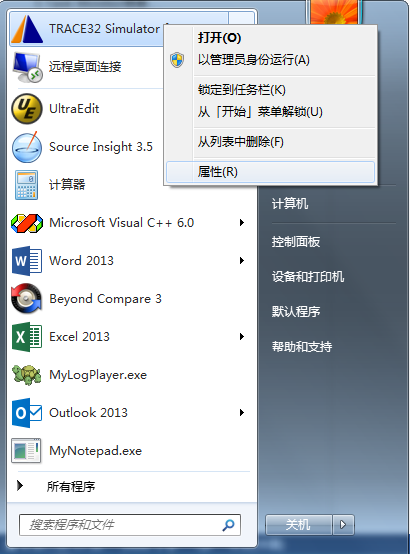 TRACE32 Simulator
打开(O)
以管理员身份运行(A)
锁定到任务栏(K)
从「开始」菜单解锁(U)
从列表中删除(F)
属性(R)
远程桌面连接
UltraEdit
Source Insight 3.5
计算器
Microsoft Visual C++ 6.0
Word 2013
Beyond Compare 3
Excel 2013
MyLogPlayer.exe
Outlook 2013
MyNotepad.exe
所有程序
搜索程序和文件
计算机
控制面板
设备和打印机
默认程序
帮助和支持
关机